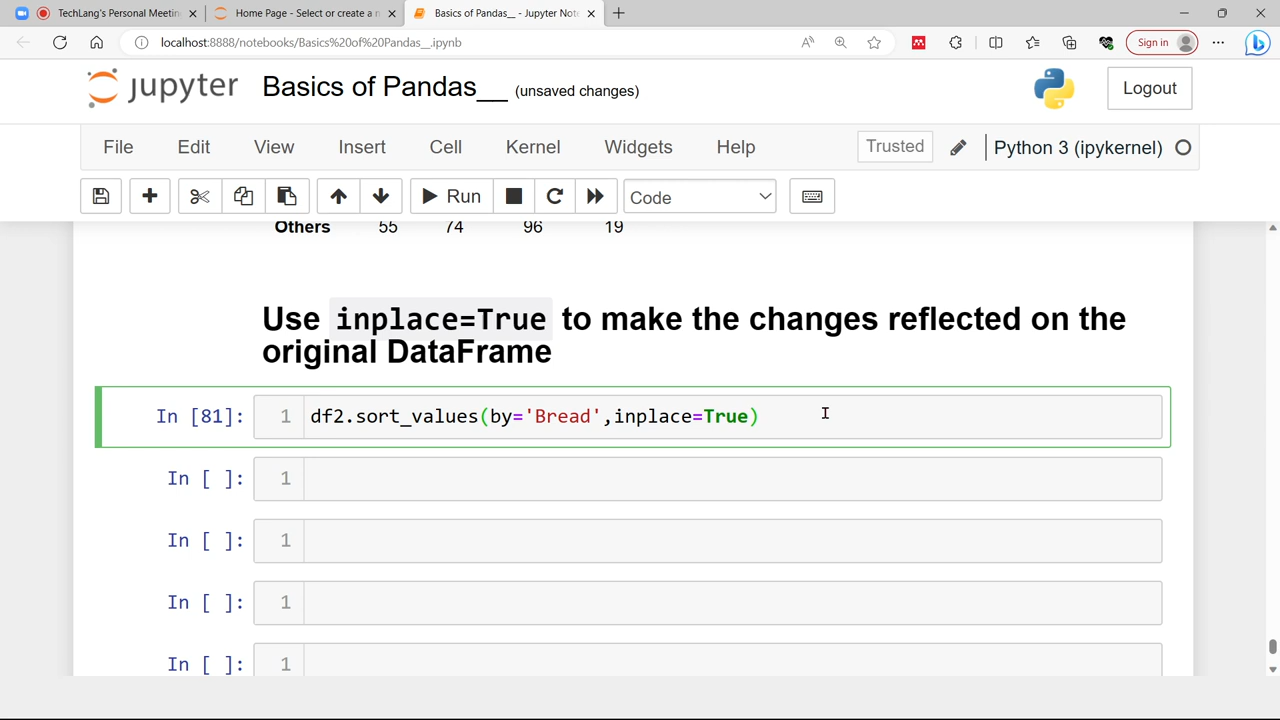 TechLang's Personal Meetin
Home Page - Select or create a n
Basics of Pandas__ - Jupyter Note
localhost:8888/notebooks/Basics%20of%20Pandas__.ipynb
Sign in
jupyter Basics of Pandas__ (unsaved changes)
Logout
File Edit View Insert Cell Kernel Widgets Help
Trusted
Python 3 (ipykernel)
Run
Code
Others 55 74 96 19
Use inplace=True to make the changes reflected on the
original DataFrame
In [81]: 1 df2.sort_values(by='Bread',inplace=True)
In [ ]: 1
In [ ]: 1
In [ ]: 1
In [ ]: 1